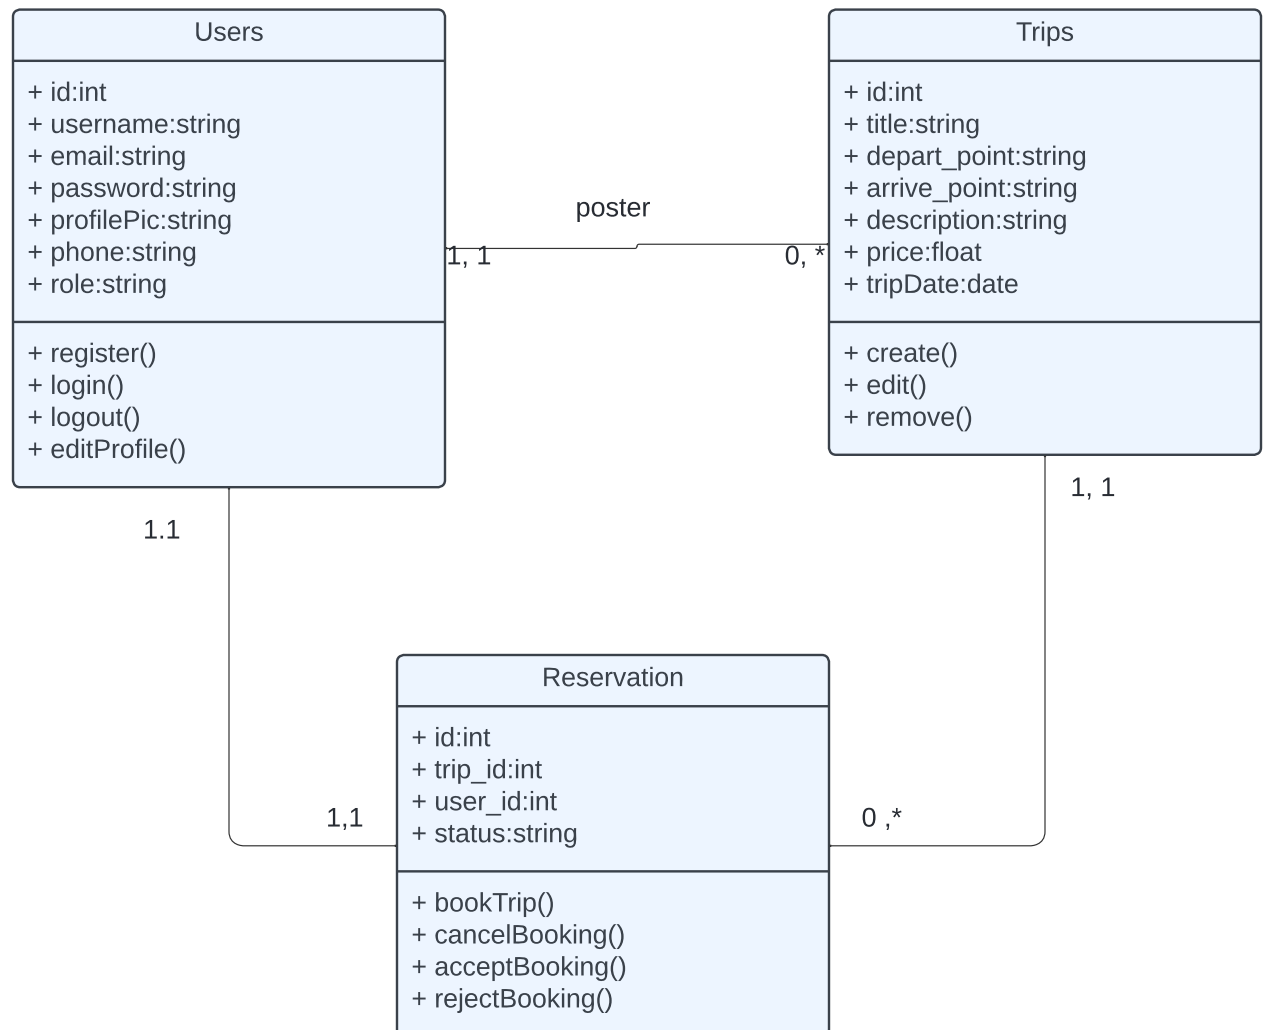 Users
+ id:int
+ username:string
+ email:string
+ password:string
+ profilePic:string
+ phone:string
+ role:string
+ register()
+ login()
+ logout()
+ editProfile()
poster
1, 1
0, *
Trips
+ id:int
+ title:string
+ depart_point:string
+ arrive_point:string
+ description:string
+ price:float
+ tripDate:date
+ create()
+ edit()
+ remove()
1.1
1, 1
1,1
0 ,*
Reservation
+ id:int
+ trip_id:int
+ user_id:int
+ status:string
+ bookTrip()
+ cancelBooking()
+ acceptBooking()
+ rejectBooking()